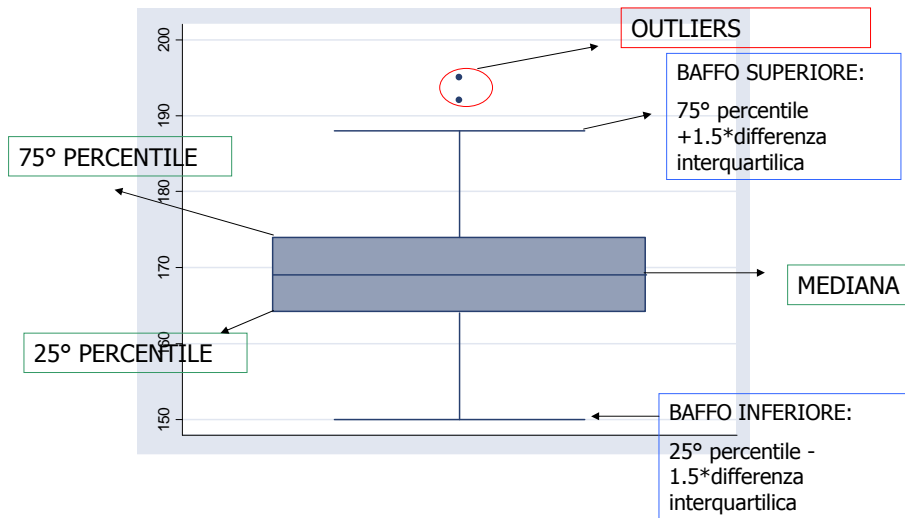 OUTLIERS
BAFFO SUPERIORE:
75° percentile
+1.5*differenza
interquartilica
75° PERCENTILE
MEDIANA
25° PERCENTILE
BAFFO INFERIORE:
25° percentile -
1.5*differenza
interquartilica
200
190
180
170
160
150